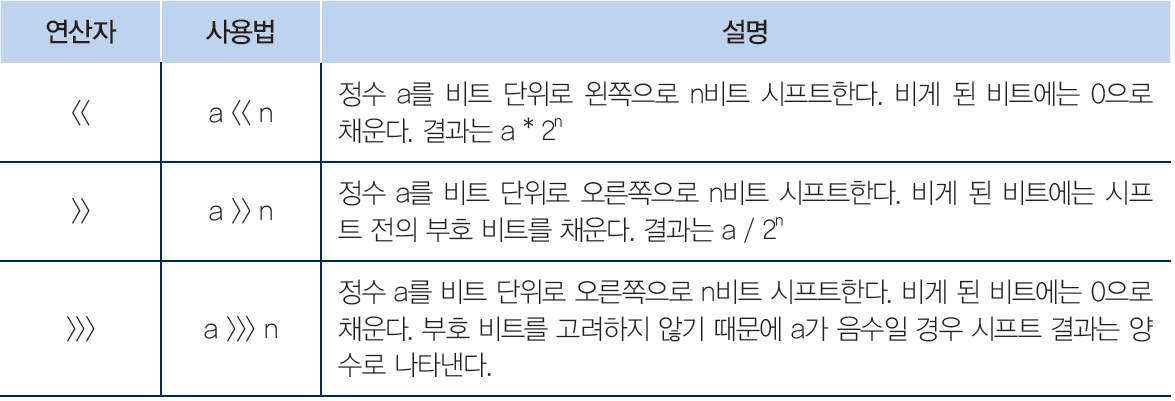 연산자 사용법 설명
정수 a를 비트 단위로 왼쪽으로 n비트 시프트한다. 비게 된 비트에는 0으로
《 a 《 n
채운다. 결과는 a * 2ⁿ
정수 a를 비트 단위로 오른쪽으로 n비트 시프트한다. 비게 된 비트에는 시프
》 a 》 n
트 전의 부호 비트를 채운다. 결과는 a / 2ⁿ
정수 a를 비트 단위로 오른쪽으로 n비트 시프트한다. 비게 된 비트에는 0으로
》〉 a 》〉 n
채운다. 부호 비트를 고려하지 않기 때문에 a가 음수일 경우 시프트 결과는 양
수로 나타낸다.